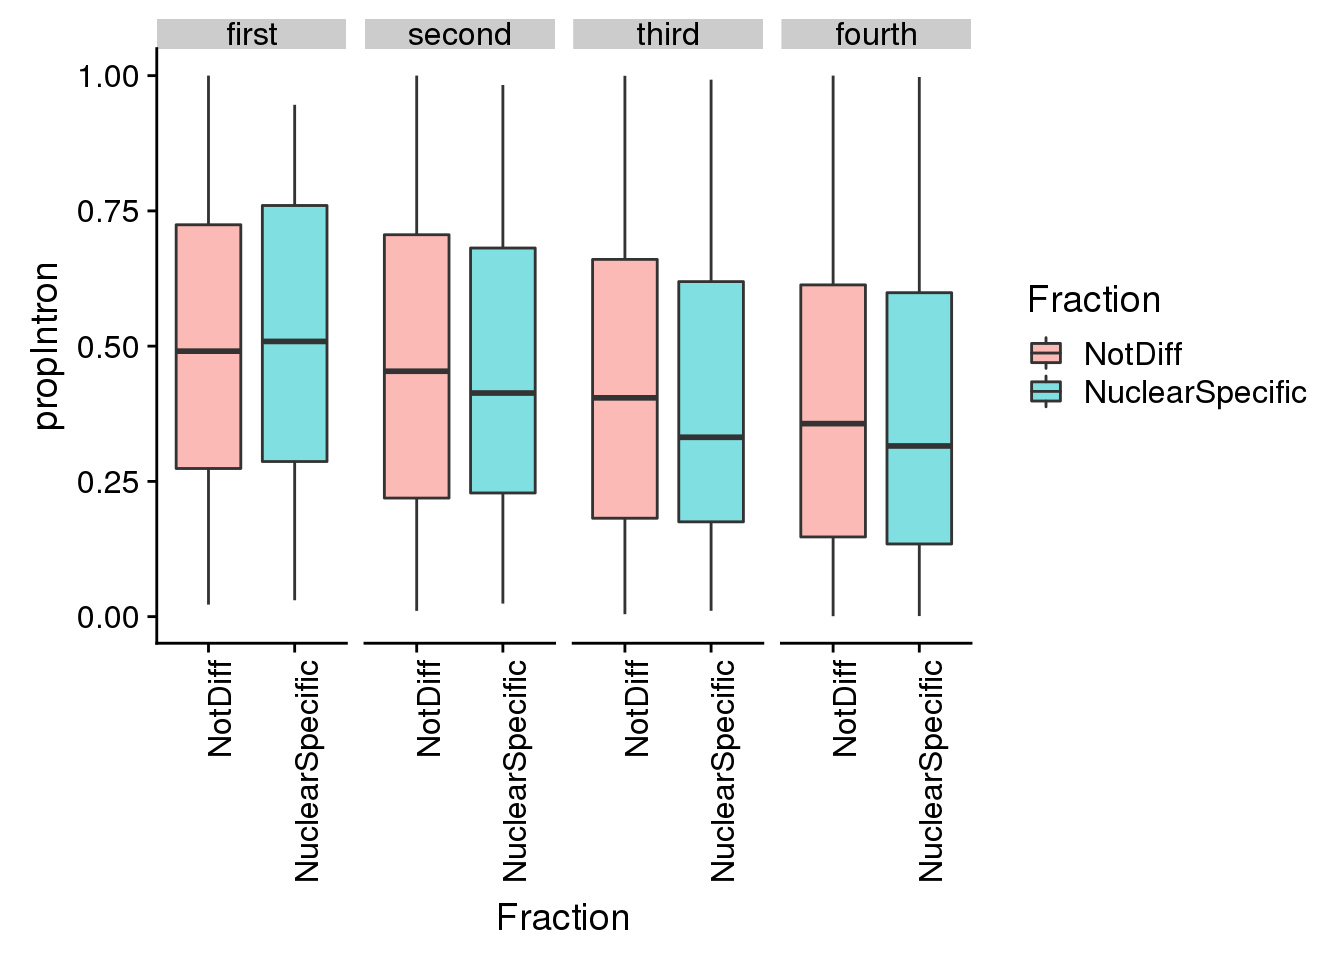 first
second
third
fourth
1.00
0.75
0.50
0.25
0.00
propIntron
NotDiff
NuclearSpecific
NotDiff
NuclearSpecific
NotDiff
NuclearSpecific
NotDiff
NuclearSpecific
Fraction
Fraction
NotDiff
NuclearSpecific